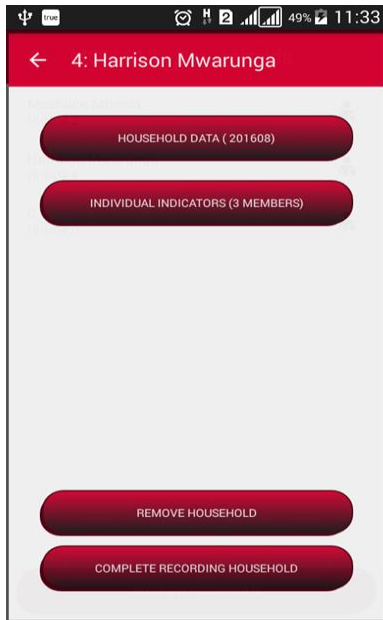 true H 2 49% 11:33
4: Harrison Mwarunga
HOUSEHOLD DATA ( 201608)
INDIVIDUAL INDICATORS (3 MEMBERS)
REMOVE HOUSEHOLD
COMPLETE RECORDING HOUSEHOLD